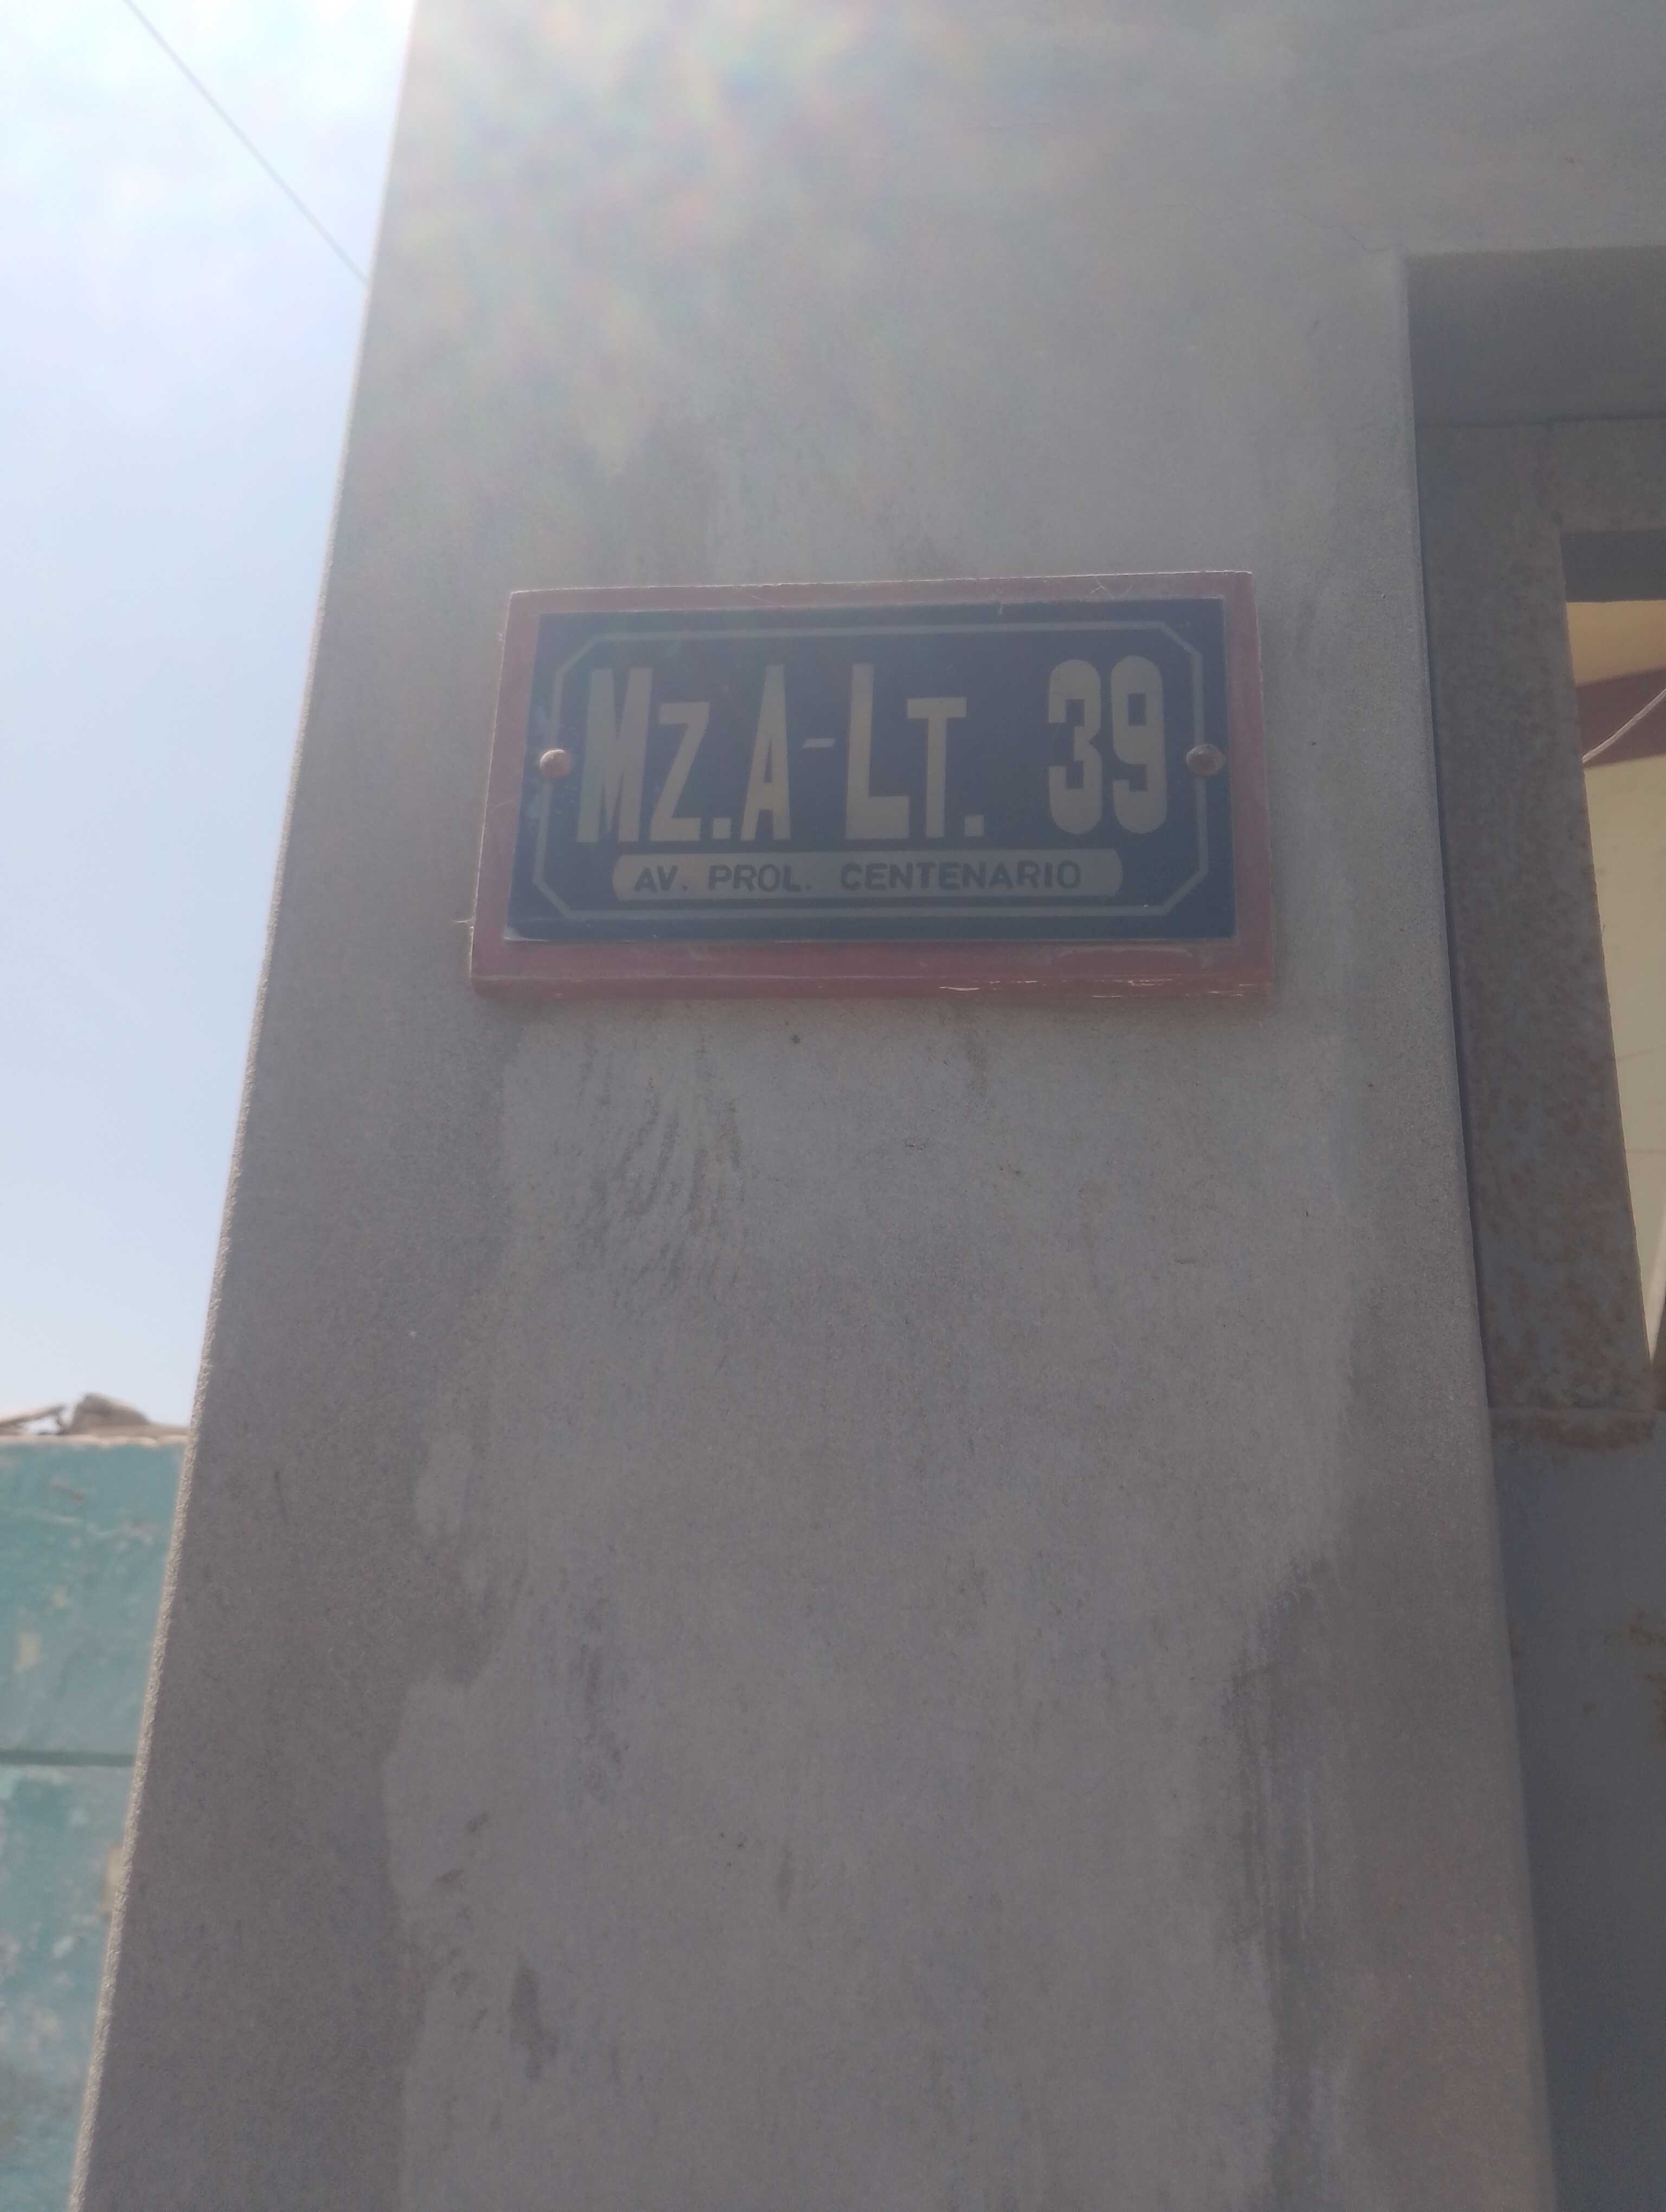 MZ.A-LT. 39
AV. PROL. CENTENARIO